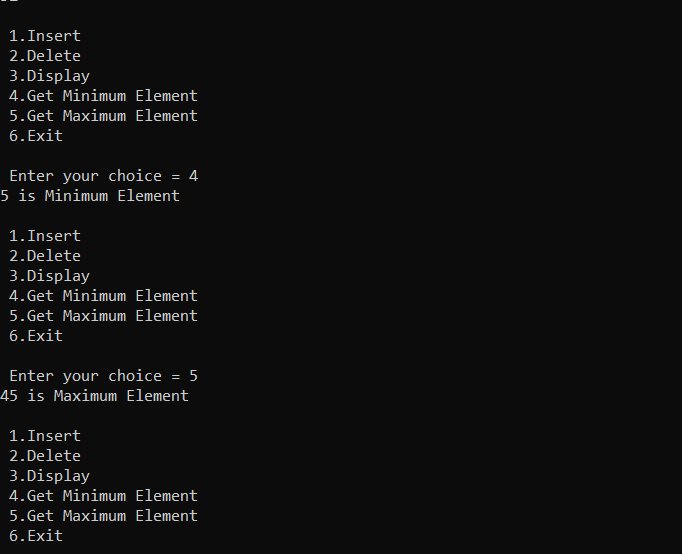 1.Insert
2.Delete
3.Display
4.Get Minimum Element
5.Get Maximum Element
6.Exit
Enter your choice = 4
5 is Minimum Element
1.Insert
2.Delete
3.Display
4.Get Minimum Element
5.Get Maximum Element
6.Exit
Enter your choice = 5
45 is Maximum Element
1.Insert
2.Delete
3.Display
4.Get Minimum Element
5.Get Maximum Element
6.Exit